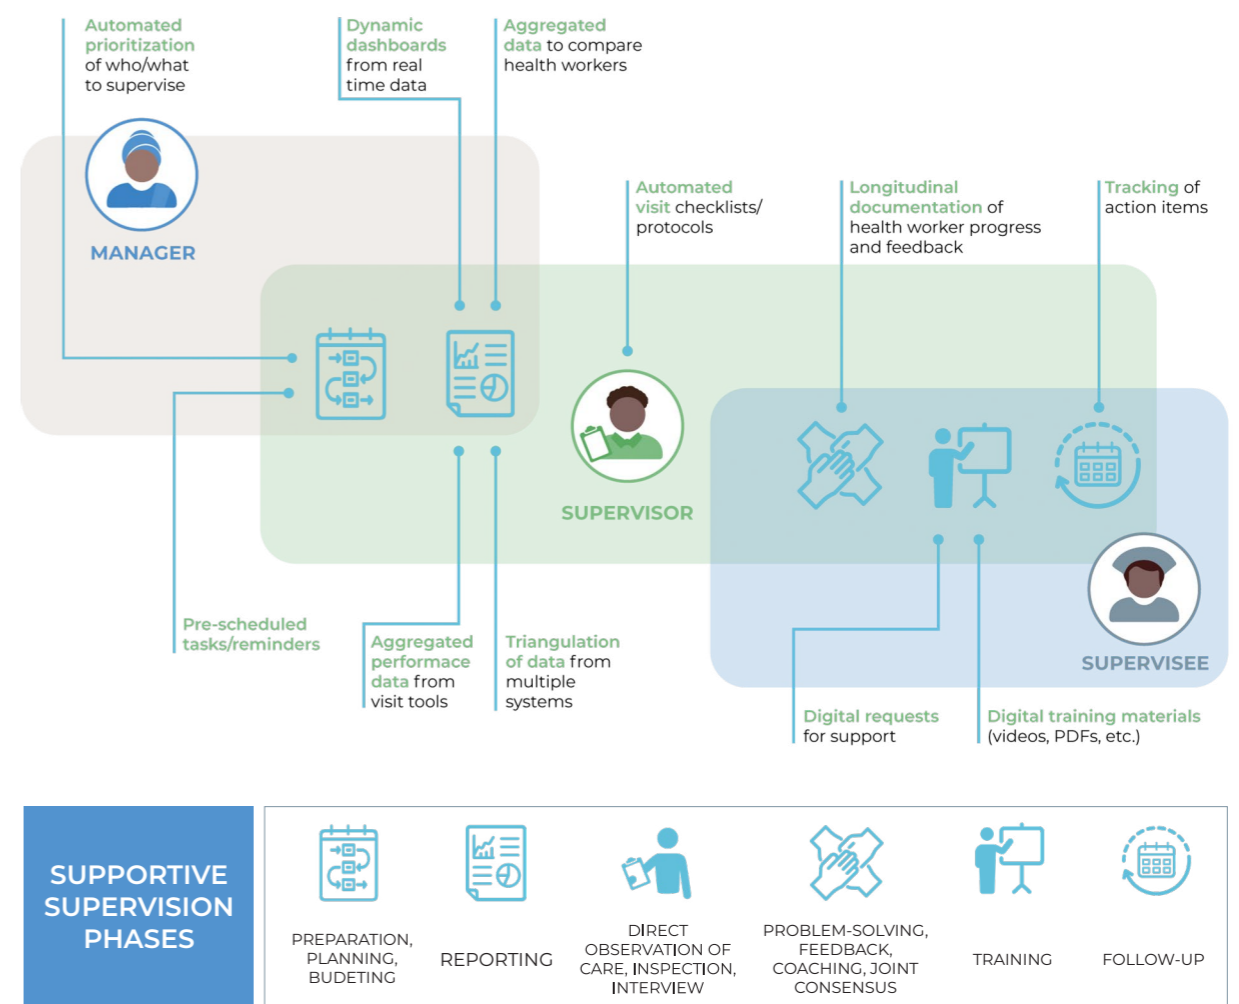 Automated
prioritization
of who/what
to supervise
Dynamic
dashboards
from real
time data
Aggregated
data to compare
health workers
MANAGER
Automated
visit checklists/
protocols
Longitudinal
documentation of
health worker progress
and feedback
Tracking of
action items
SUPERVISOR
Pre-scheduled
tasks/reminders
Aggregated
performace
data from
visit tools
Triangulation
of data from
multiple
systems
SUPERVISEE
Digital requests
for support
Digital training materials
(videos, PDFs, etc.)
SUPPORTIVE
SUPERVISION
PHASES
PREPARATION,
PLANNING,
BUDETING
REPORTING
DIRECT
OBSERVATION OF
CARE, INSPECTION,
INTERVIEW
PROBLEM-SOLVING,
FEEDBACK,
COACHING, JOINT
CONSENSUS
TRAINING
FOLLOW-UP